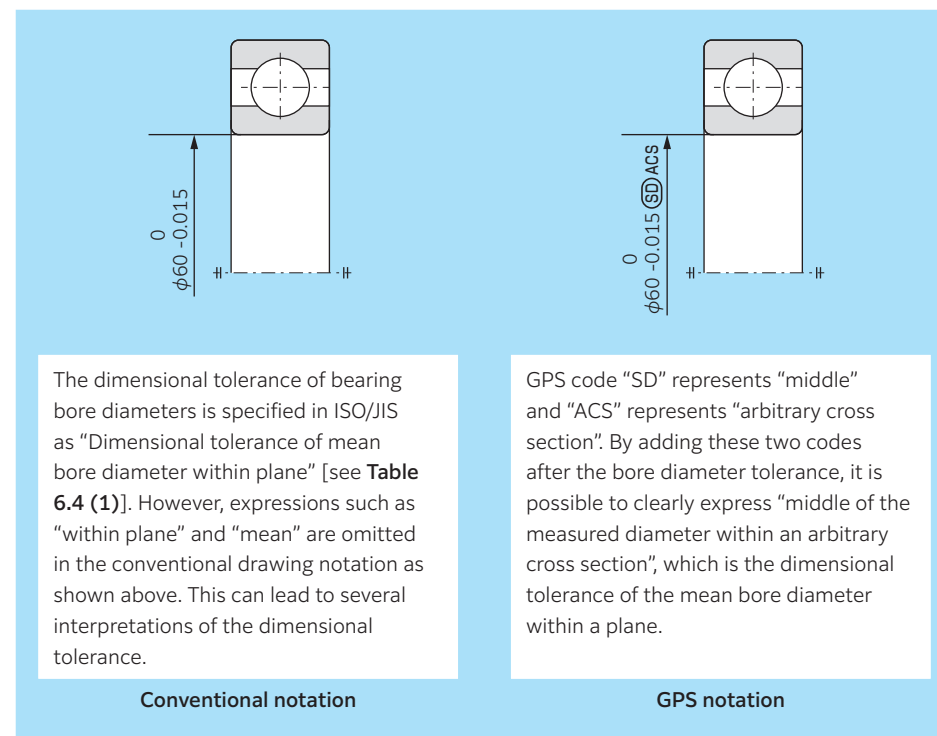 0
φ60 -0.015
0
φ60 -0.015 SD ACS
The dimensional tolerance of bearing
bore diameters is specified in ISO/JIS
as “Dimensional tolerance of mean
bore diameter within plane” [see Table
6.4 (1)]. However, expressions such as
“within plane” and “mean” are omitted
in the conventional drawing notation as
shown above. This can lead to several
interpretations of the dimensional
tolerance.
Conventional notation
GPS code “SD” represents “middle”
and “ACS” represents “arbitrary cross
section”. By adding these two codes
after the bore diameter tolerance, it is
possible to clearly express “middle of the
measured diameter within an arbitrary
cross section”, which is the dimensional
tolerance of the mean bore diameter
within a plane.
GPS notation